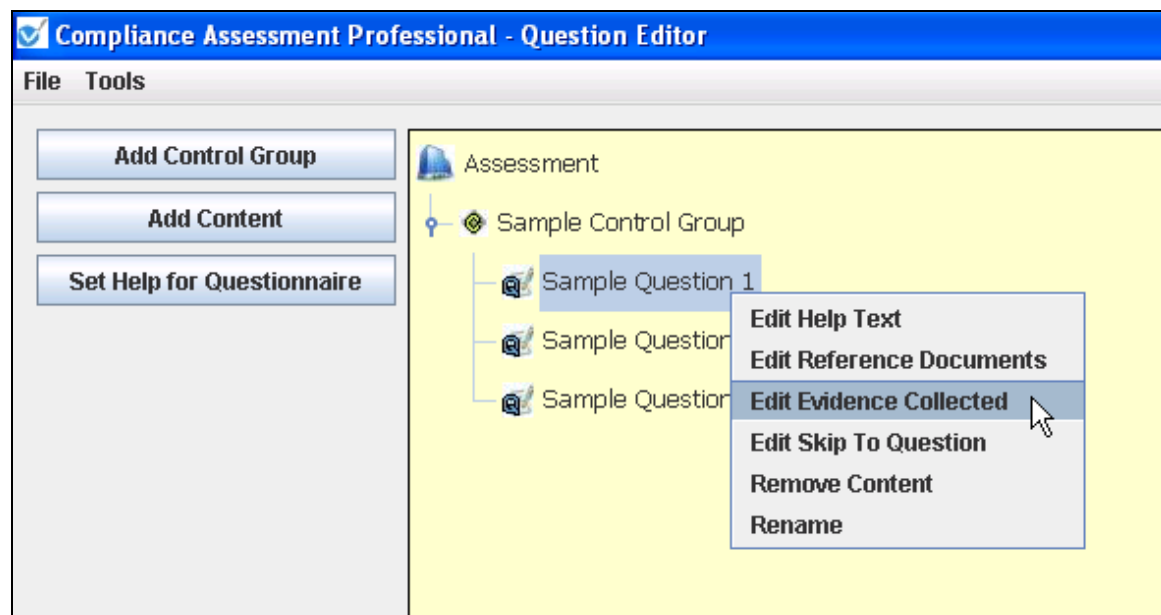 Compliance Assessment Professional - Question Editor
File Tools
Add Control Group
Add Content
Set Help for Questionnaire
Assessment
Sample Control Group
Sample Question 1
Sample Question
Sample Question
Edit Help Text
Edit Reference Documents
Edit Evidence Collected
Edit Skip To Question
Remove Content
Rename